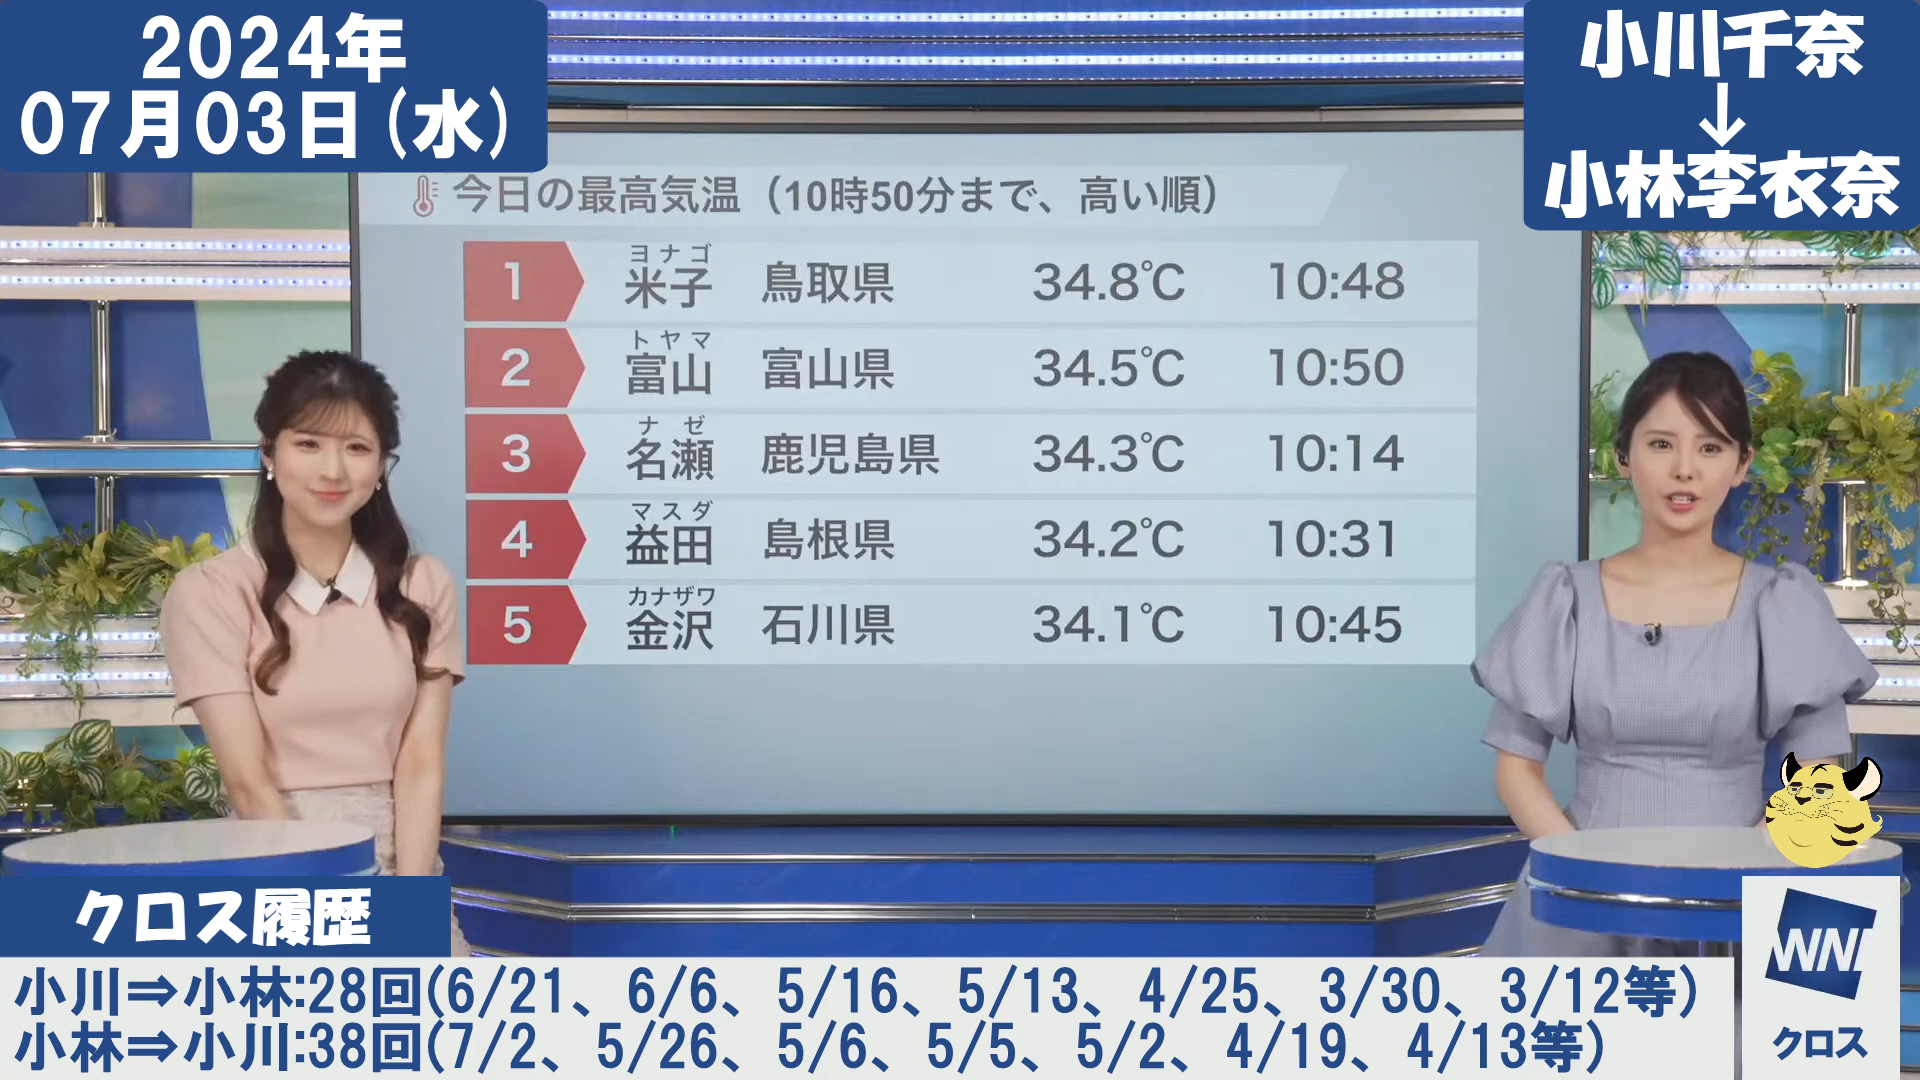 2024年
07月03日(水)
小川千奈
↓
小林李衣奈
今日の最高気温（10時50分まで、高い順）
ヨナゴ
1 米子 鳥取県 34.8℃ 10:48
トヤマ
2 富山 富山県 34.5℃ 10:50
ナゼ
3 名瀬 鹿児島県 34.3℃ 10:14
マスダ
4 益田 島根県 34.2℃ 10:31
カナザワ
5 金沢 石川県 34.1℃ 10:45
クロス履歴
小川⇒小林:28回(6/21、6/6、5/16、5/13、4/25、3/30、3/12等)
小林⇒小川:38回(7/2、5/26、5/6、5/5、5/2、4/19、4/13等)
WNI
クロス